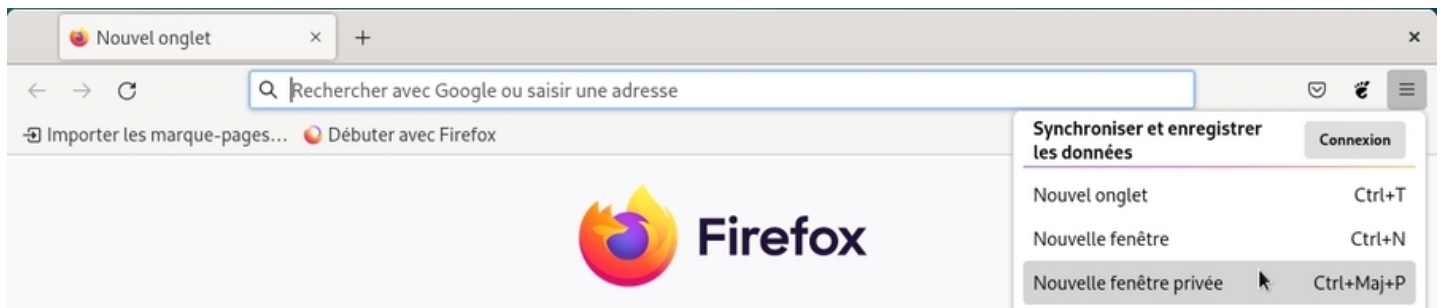 Nouvel onglet
Rechercher avec Google ou saisir une adresse
Importer les marque-pages... Débuter avec Firefox
Synchroniser et enregistrer
les données
Connexion
Nouvel onglet Ctrl+T
Nouvelle fenêtre Ctrl+N
Nouvelle fenêtre privée Ctrl+Maj+P
Firefox